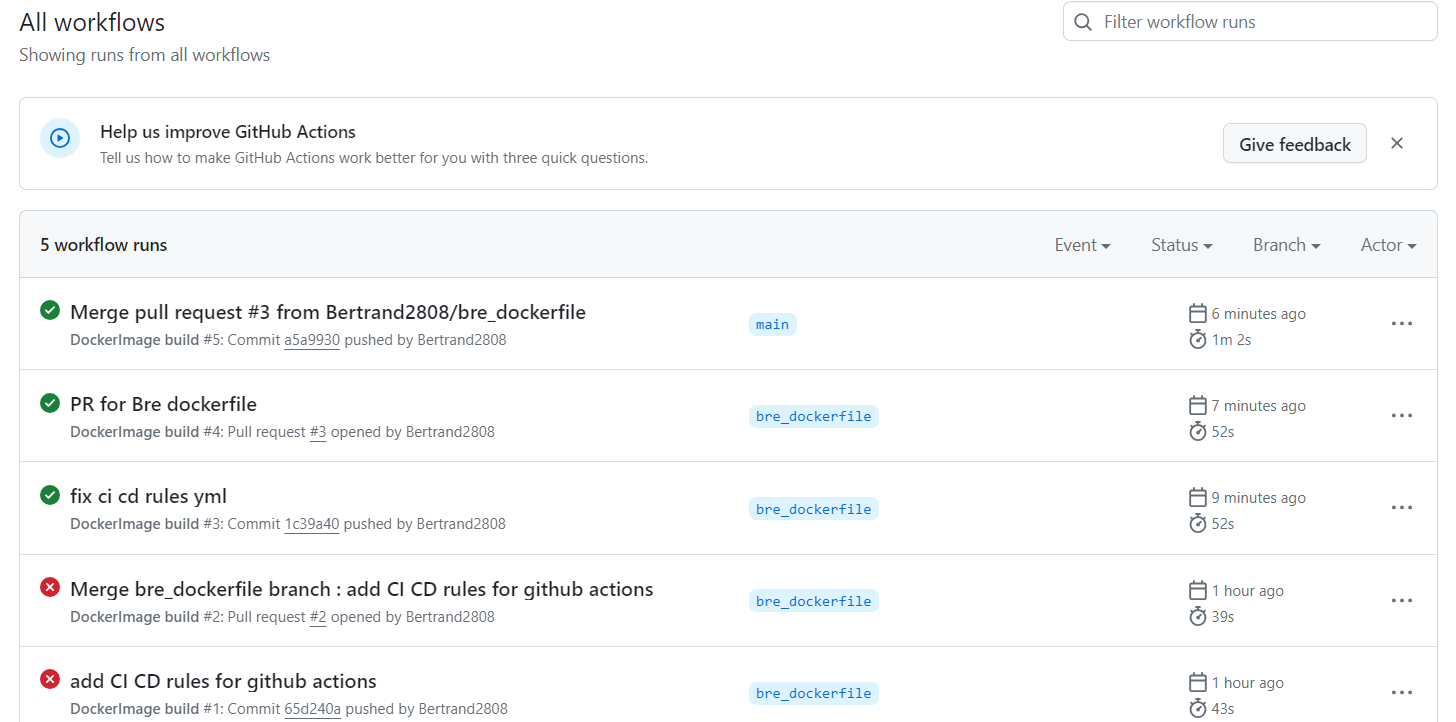 All workflows
Filter workflow runs
Showing runs from all workflows
Help us improve GitHub Actions
Tell us how to make GitHub Actions work better for you with three quick questions.
Give feedback
5 workflow runs
Event
Status
Branch
Actor
Merge pull request #3 from Bertrand2808/bre_dockerfile
DockerImage build #5: Commit a5a9930 pushed by Bertrand2808
main
6 minutes ago
1m 2s
PR for Bre dockerfile
DockerImage build #4: Pull request #3 opened by Bertrand2808
bre_dockerfile
7 minutes ago
52s
fix ci cd rules yml
DockerImage build #3: Commit 1c39a40 pushed by Bertrand2808
bre_dockerfile
9 minutes ago
52s
Merge bre_dockerfile branch : add CI CD rules for github actions
DockerImage build #2: Pull request #2 opened by Bertrand2808
bre_dockerfile
1 hour ago
39s
add CI CD rules for github actions
DockerImage build #1: Commit 65d240a pushed by Bertrand2808
bre_dockerfile
1 hour ago
43s